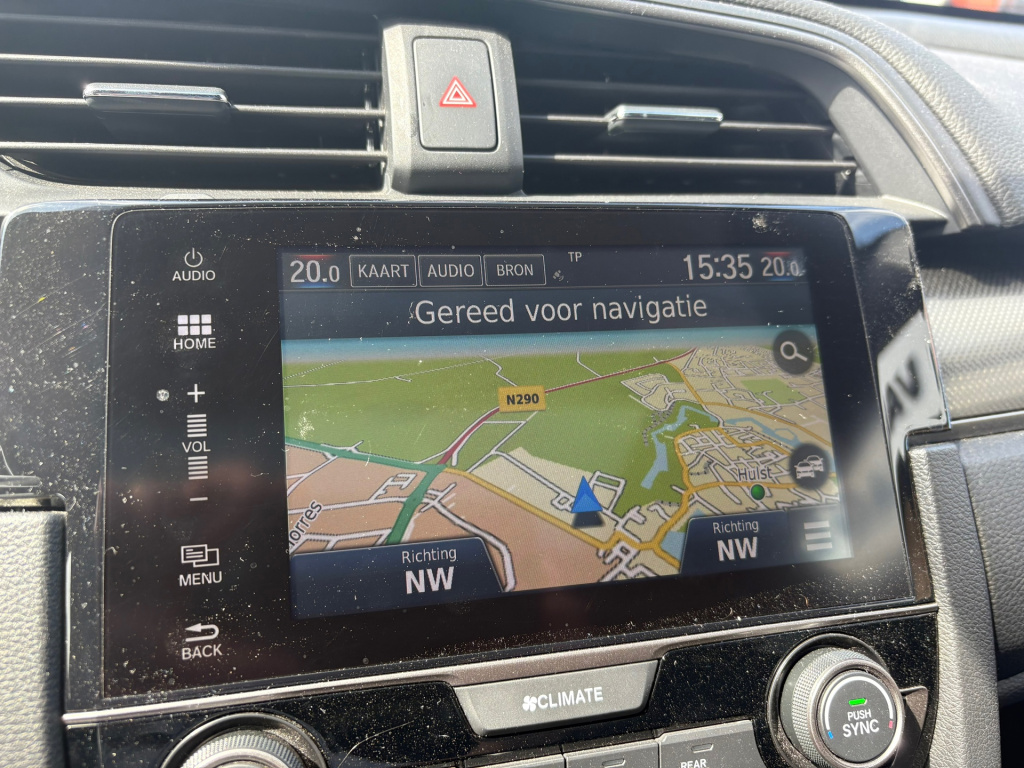 AUDIO
HOME
+
VOL
-
MENU
BACK
20.0 KAART AUDIO BRON TP 15:35 20.0
Gereed voor navigatie
N290
Hulst
Richting
NW
Richting
NW
CLIMATE
PUSH
SYNC
REAR